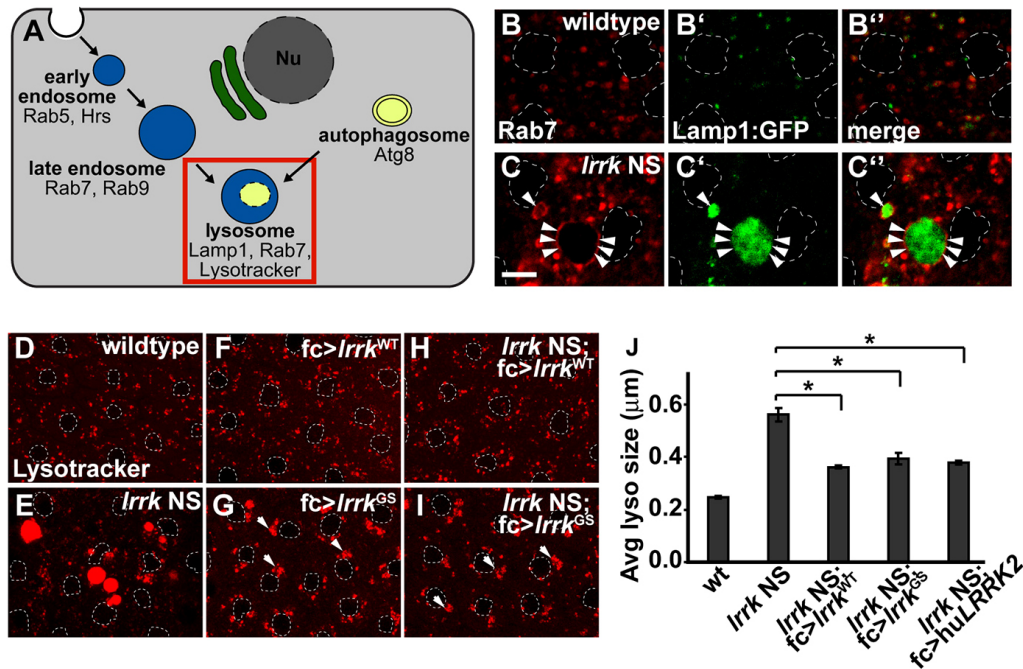 A
Nu
early
endosome
Rab5, Hrs
autophagosome
Atg8
late endosome
Rab7, Rab9
lysosome
Lamp1, Rab7,
Lysotracker
B wildtype
Rab7
B'
Lamp1:GFP
B''
merge
C lrrk NS
C'
C''
D wildtype
Lysotracker
F fc>lrrkWT
H lrrk NS;
fc>lrrkWT
E lrrk NS
G fc>lrrkGS
I lrrk NS;
fc>lrrkGS
J
*
*
*
Avg lyso size (µm)
0.6
0.4
0.2
0.0
wt
lrrk NS
lrrk NS;
fc>lrrkWT
lrrk NS;
fc>lrrkGS
lrrk NS;
fc>huLRRK2